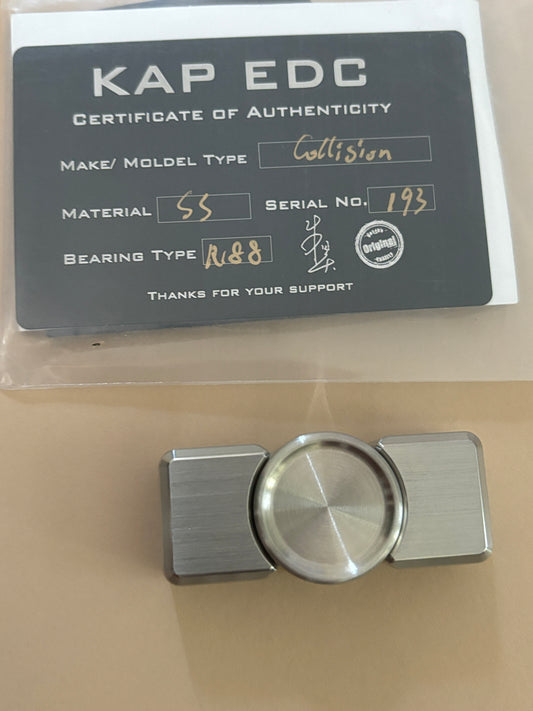 KAP EDC
CERTIFICATE OF AUTHENTICITY
MAKE/ MOLDEL TYPE Collision
MATERIAL SS SERIAL NO. 193
BEARING TYPE R188
Original
THANKS FOR YOUR SUPPORT